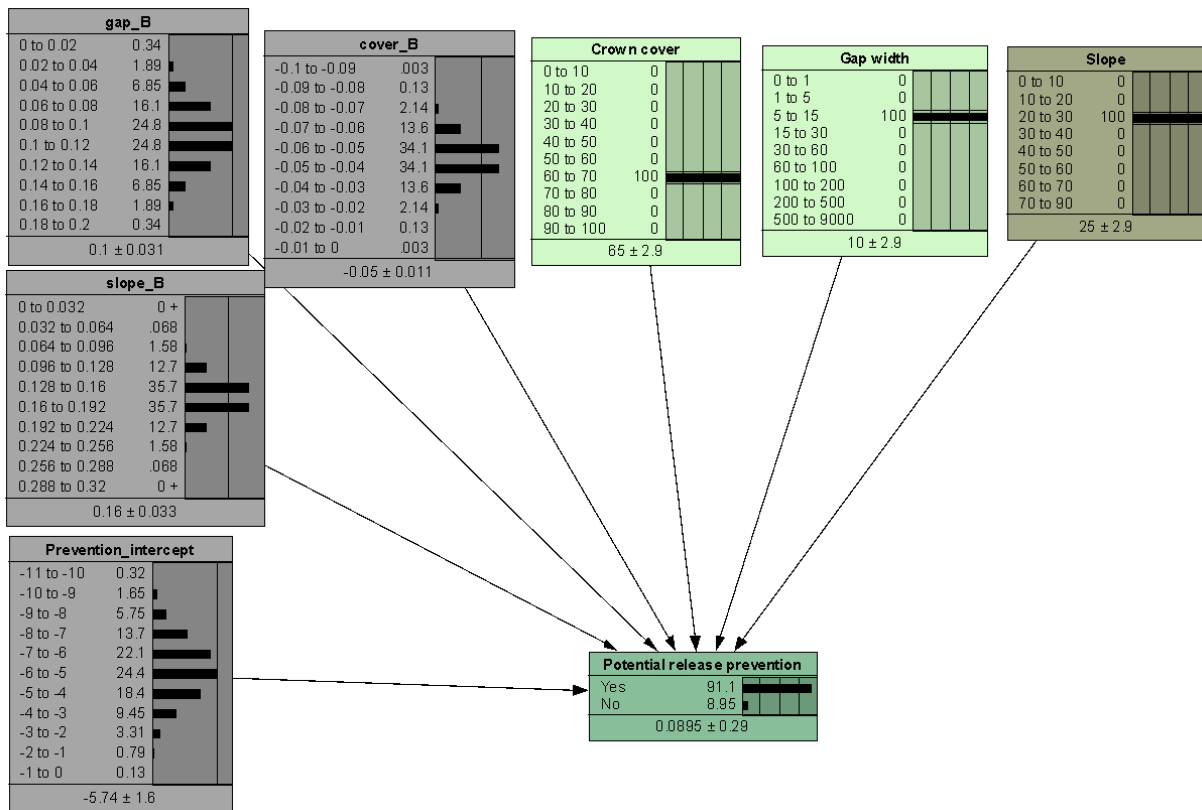 gap_B
0 to 0.02 0.34
0.02 to 0.04 1.89
0.04 to 0.06 6.85
0.06 to 0.08 16.1
0.08 to 0.1 24.8
0.1 to 0.12 24.8
0.12 to 0.14 16.1
0.14 to 0.16 6.85
0.16 to 0.18 1.89
0.18 to 0.2 0.34
0.1 ± 0.031
cover_B
-0.1 to -0.09 .003
-0.09 to -0.08 0.13
-0.08 to -0.07 2.14
-0.07 to -0.06 13.6
-0.06 to -0.05 34.1
-0.05 to -0.04 34.1
-0.04 to -0.03 13.6
-0.03 to -0.02 2.14
-0.02 to -0.01 0.13
-0.01 to 0 .003
-0.05 ± 0.011
Crown cover
0 to 10 0
10 to 20 0
20 to 30 0
30 to 40 0
40 to 50 0
50 to 60 0
60 to 70 100
70 to 80 0
80 to 90 0
90 to 100 0
65 ± 2.9
Gap width
0 to 1 0
1 to 5 0
5 to 15 100
15 to 30 0
30 to 60 0
60 to 100 0
100 to 200 0
200 to 500 0
500 to 9000 0
10 ± 2.9
Slope
0 to 10 0
10 to 20 0
20 to 30 100
30 to 40 0
40 to 50 0
50 to 60 0
60 to 70 0
70 to 90 0
25 ± 2.9
slope_B
0 to 0.032 0 +
0.032 to 0.064 .068
0.064 to 0.096 1.58
0.096 to 0.128 12.7
0.128 to 0.16 35.7
0.16 to 0.192 35.7
0.192 to 0.224 12.7
0.224 to 0.256 1.58
0.256 to 0.288 .068
0.288 to 0.32 0 +
0.16 ± 0.033
Prevention_intercept
-11 to -10 0.32
-10 to -9 1.65
-9 to -8 5.75
-8 to -7 13.7
-7 to -6 22.1
-6 to -5 24.4
-5 to -4 18.4
-4 to -3 9.45
-3 to -2 3.31
-2 to -1 0.79
-1 to 0 0.13
-5.74 ± 1.6
Potential release prevention
Yes 91.1
No 8.95
0.0895 ± 0.29